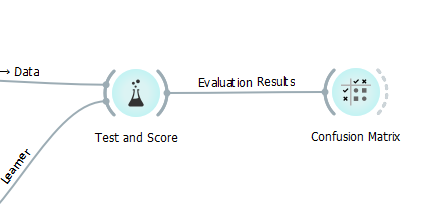 → Data
Evaluation Results
Test and Score
Confusion Matrix
Learner